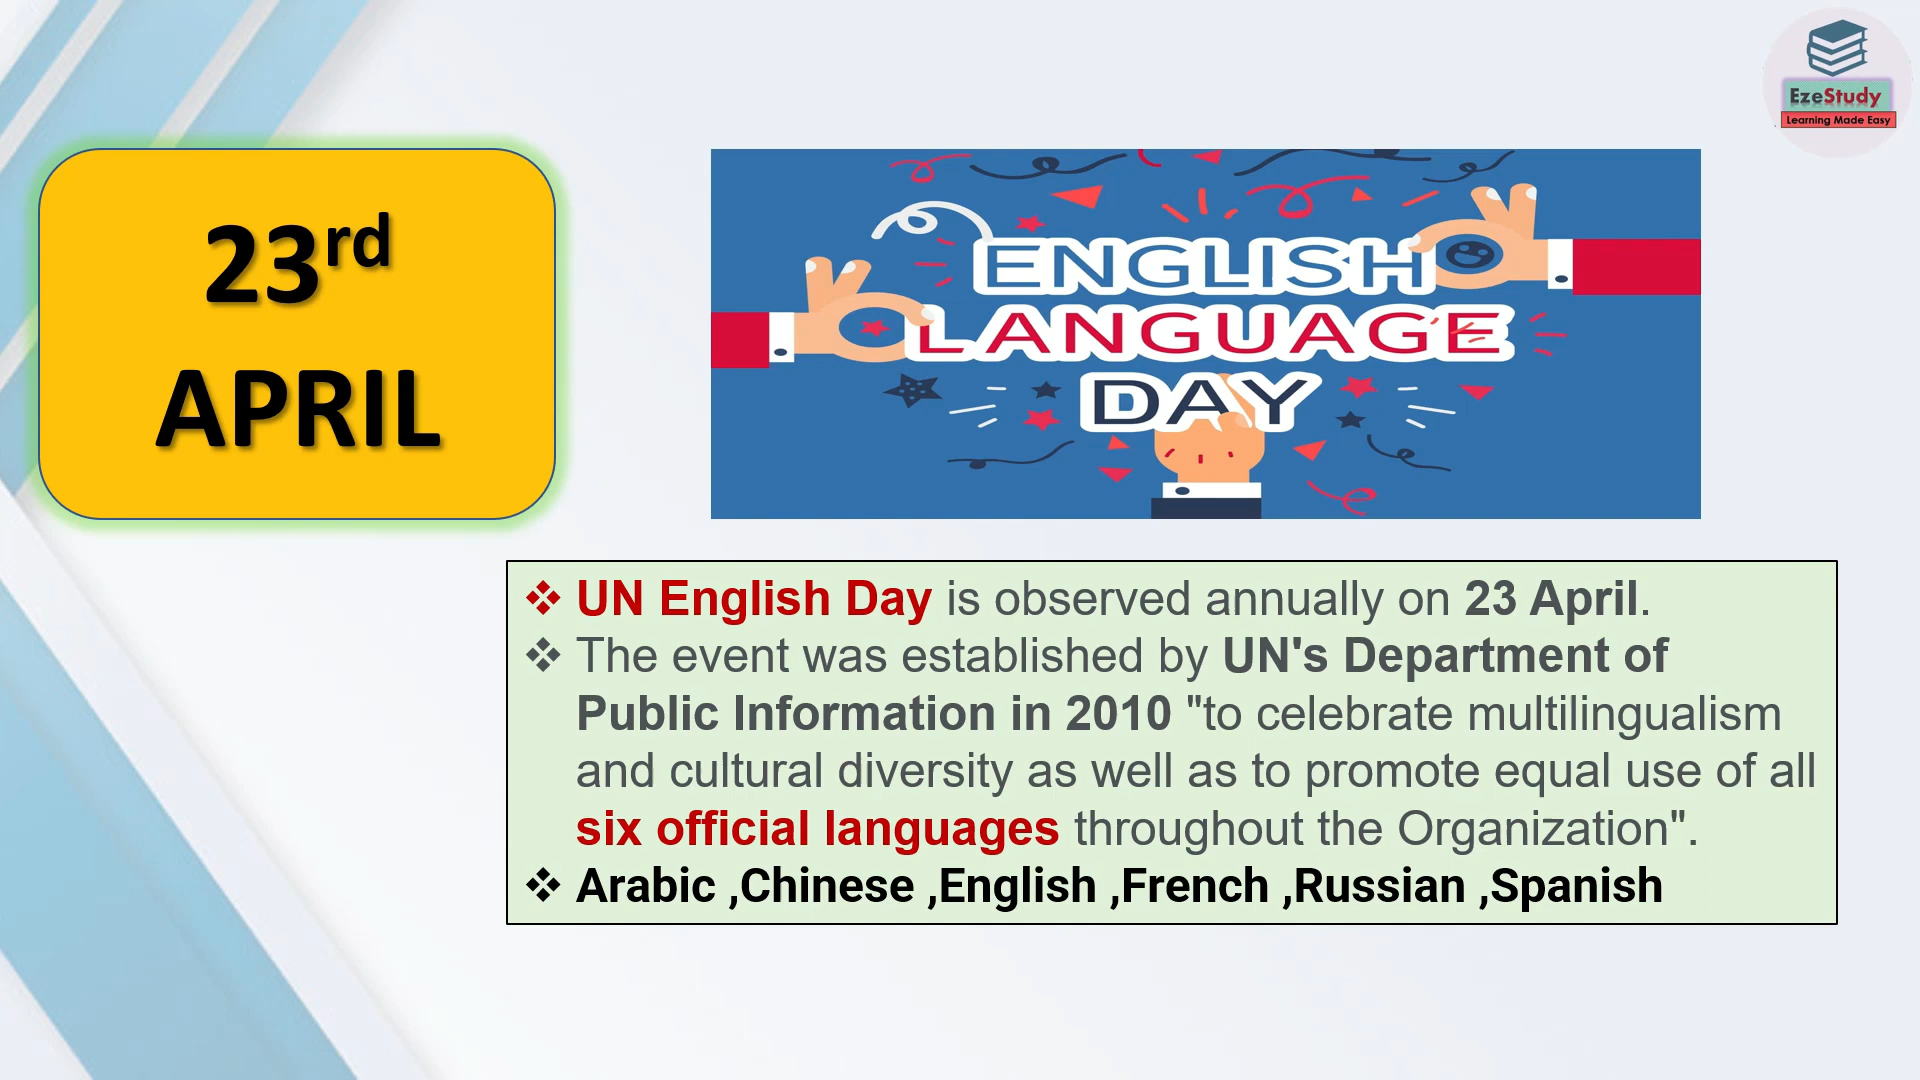 EzeStudy
Learning Made Easy
23rd
APRIL
ENGLISH
LANGUAGE
DAY
❖ UN English Day is observed annually on 23 April.
❖ The event was established by UN's Department of
Public Information in 2010 "to celebrate multilingualism
and cultural diversity as well as to promote equal use of all
six official languages throughout the Organization".
❖ Arabic ,Chinese ,English ,French ,Russian ,Spanish